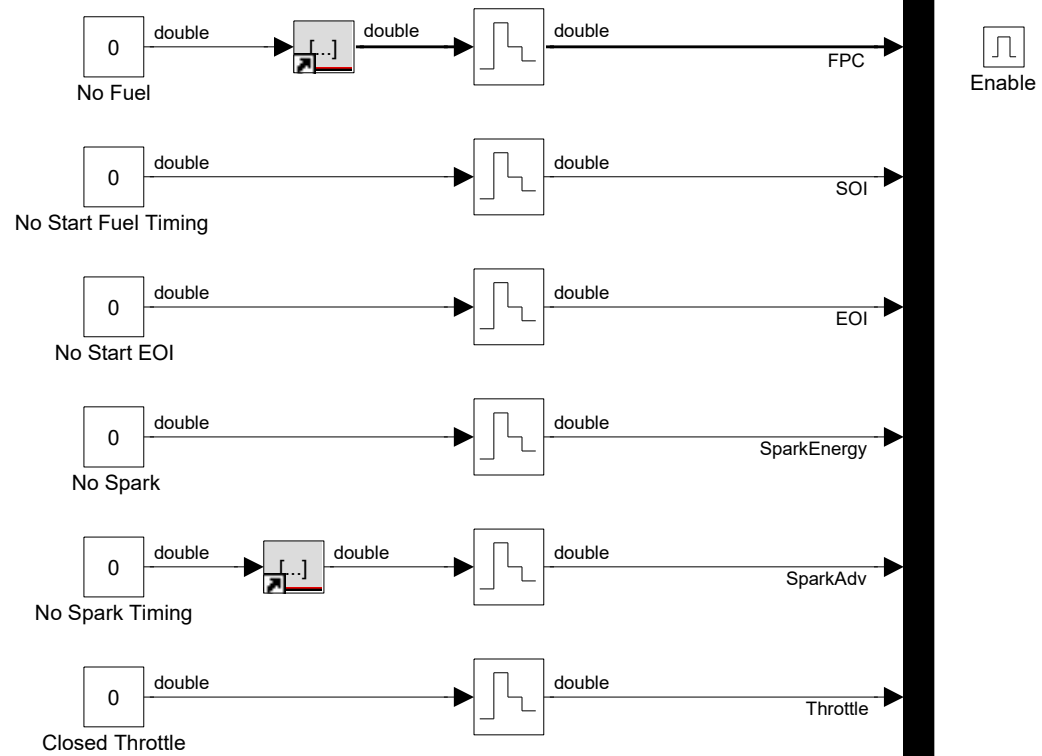 0
double
[...]
double
double
FPC
No Fuel
Enable
0
double
double
SOI
No Start Fuel Timing
0
double
double
EOI
No Start EOI
0
double
double
SparkEnergy
No Spark
0
double
[...]
double
double
SparkAdv
No Spark Timing
0
double
double
Throttle
Closed Throttle